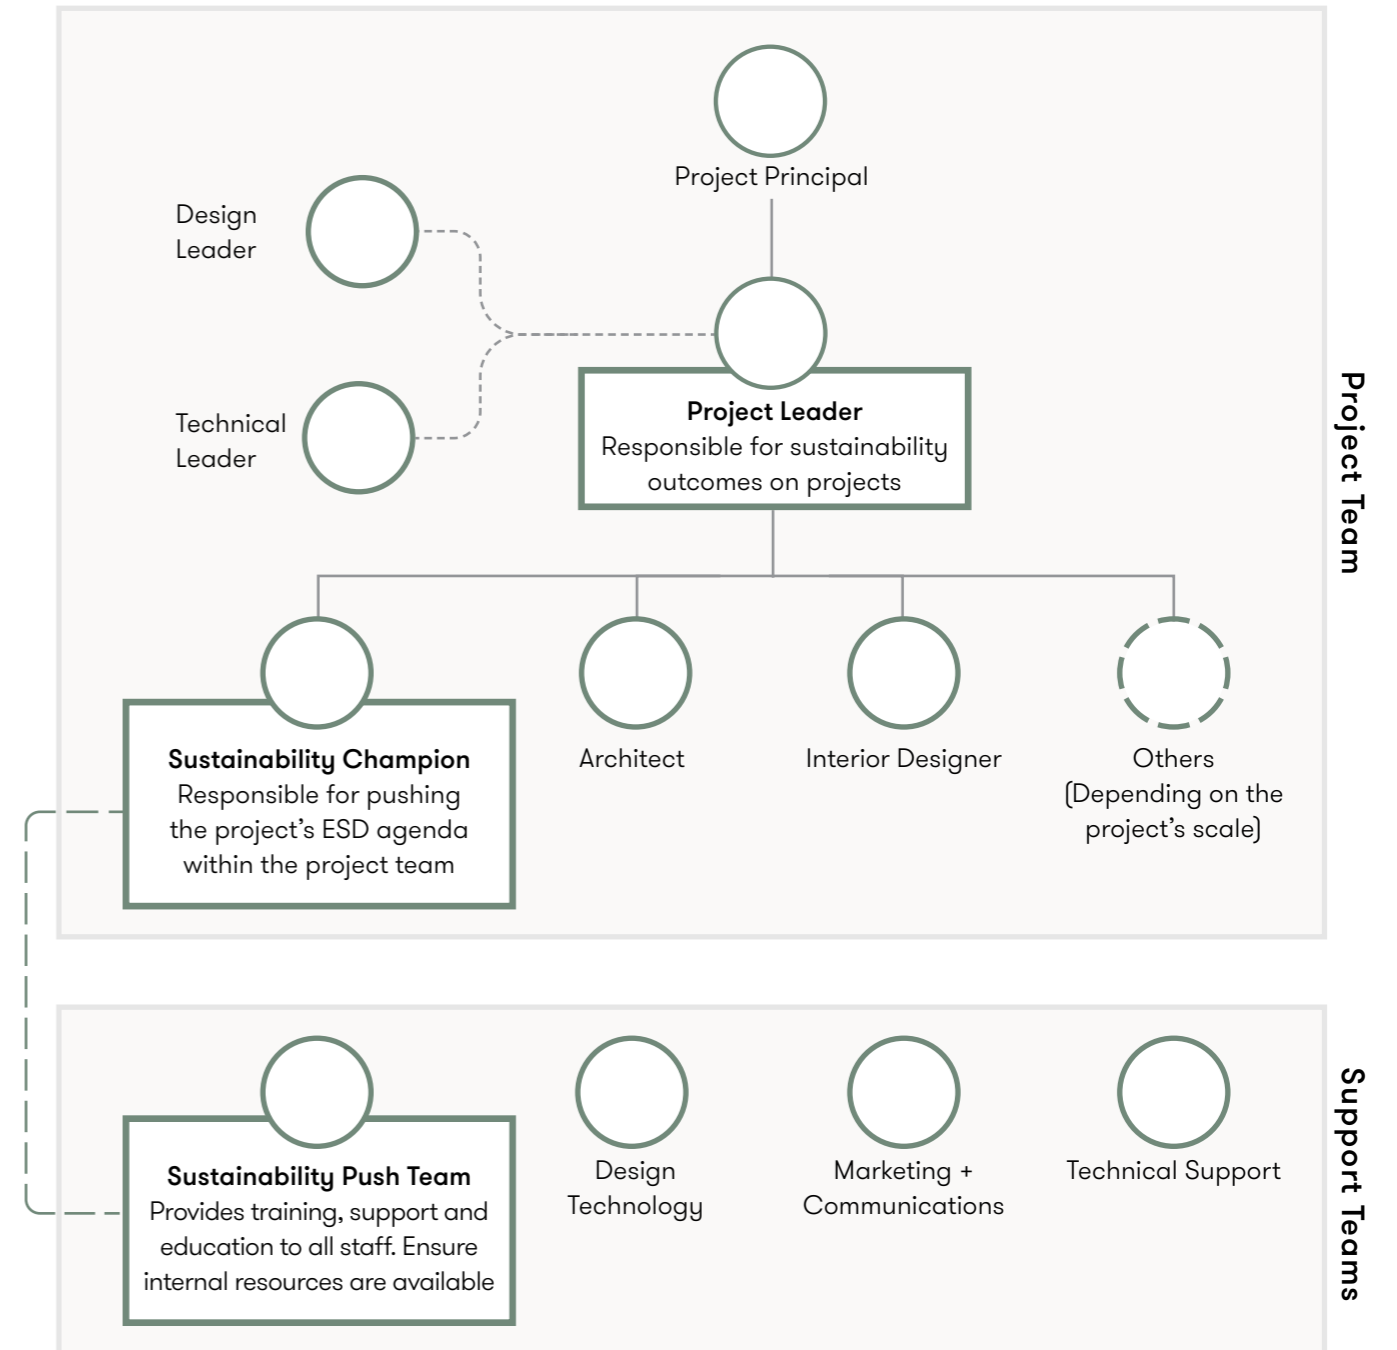 Project Principal
Design
Leader
Technical
Leader
Project Leader
Responsible for sustainability
outcomes on projects
Project Team
Sustainability Champion
Responsible for pushing
the project’s ESD agenda
within the project team
Architect
Interior Designer
Others
(Depending on the
project’s scale)
Sustainability Push Team
Provides training, support and
education to all staff. Ensure
internal resources are available
Design
Technology
Marketing +
Communications
Technical Support
Support Teams